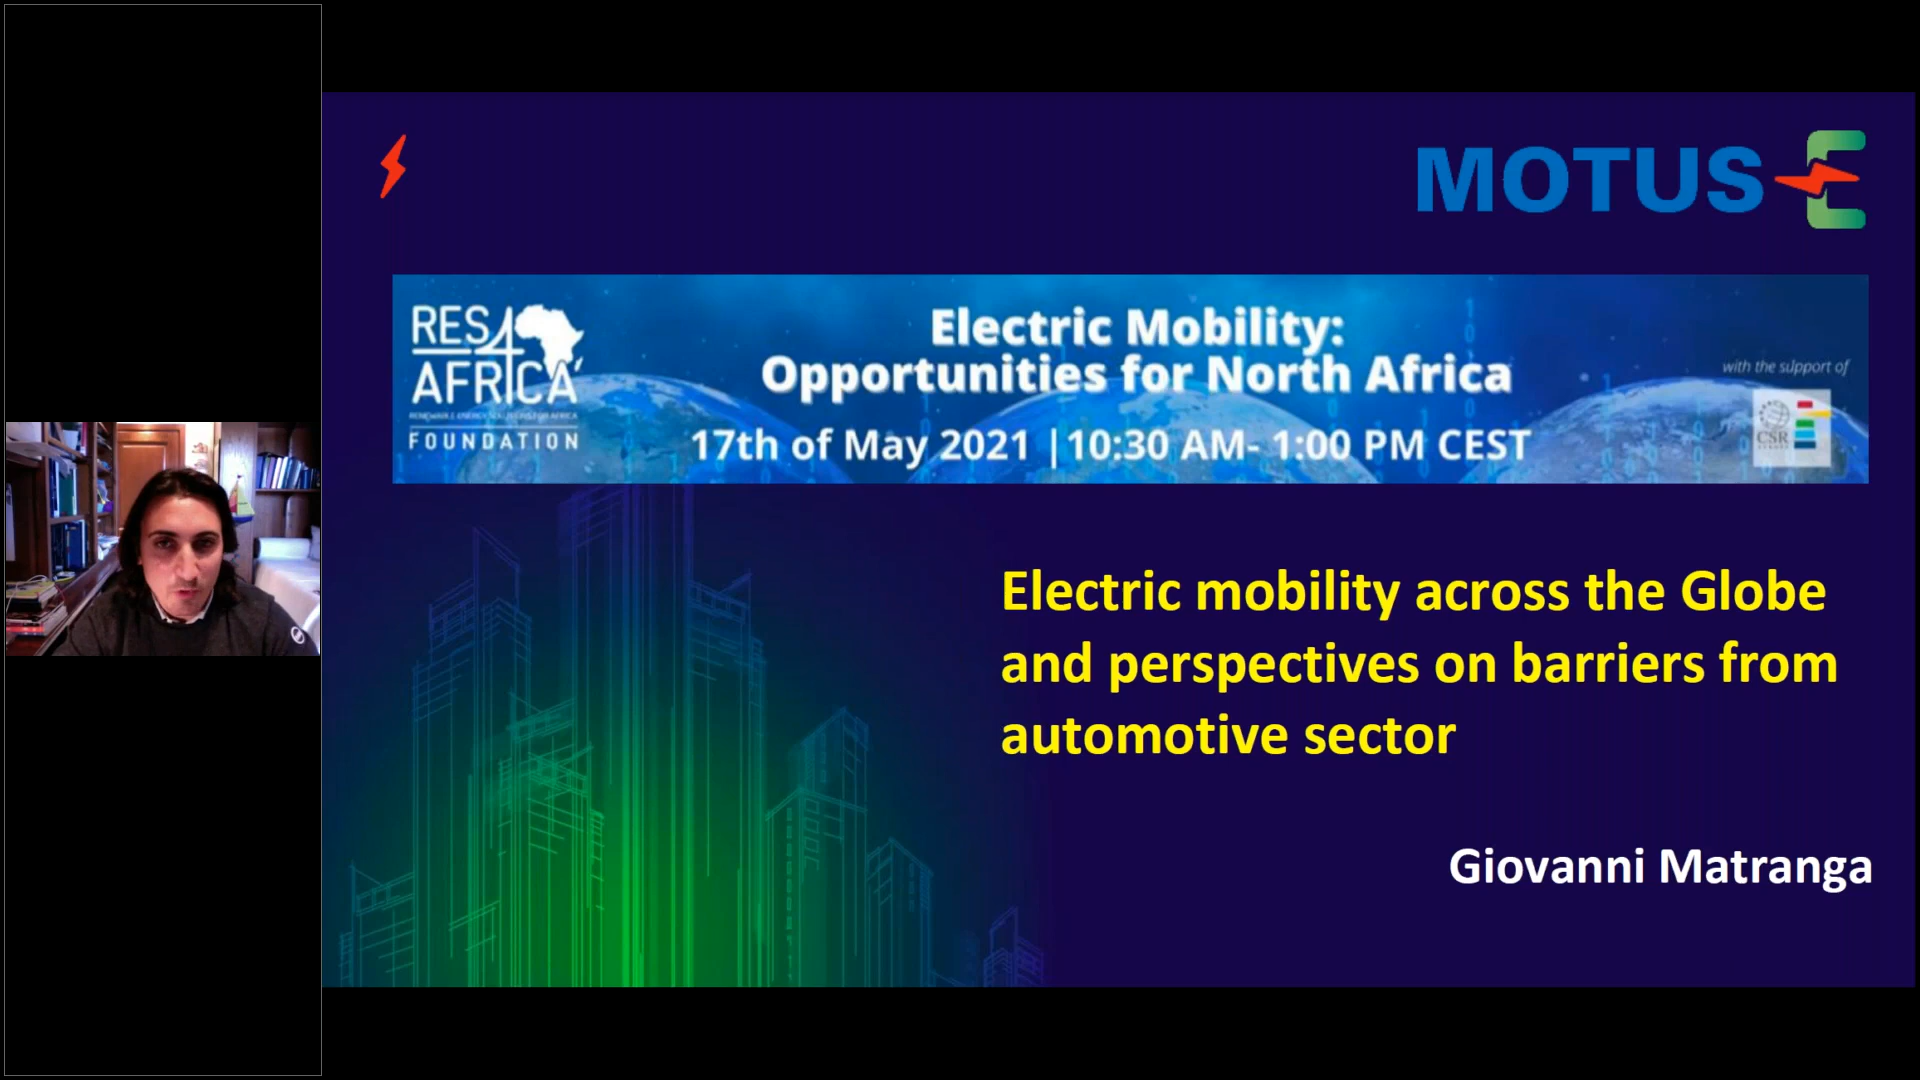 MOTUS-E
RES4
AFRICA
FOUNDATION
Electric Mobility:
Opportunities for North Africa
17th of May 2021 |10:30 AM- 1:00 PM CEST
with the support of
CSR
Electric mobility across the Globe
and perspectives on barriers from
automotive sector
Giovanni Matranga